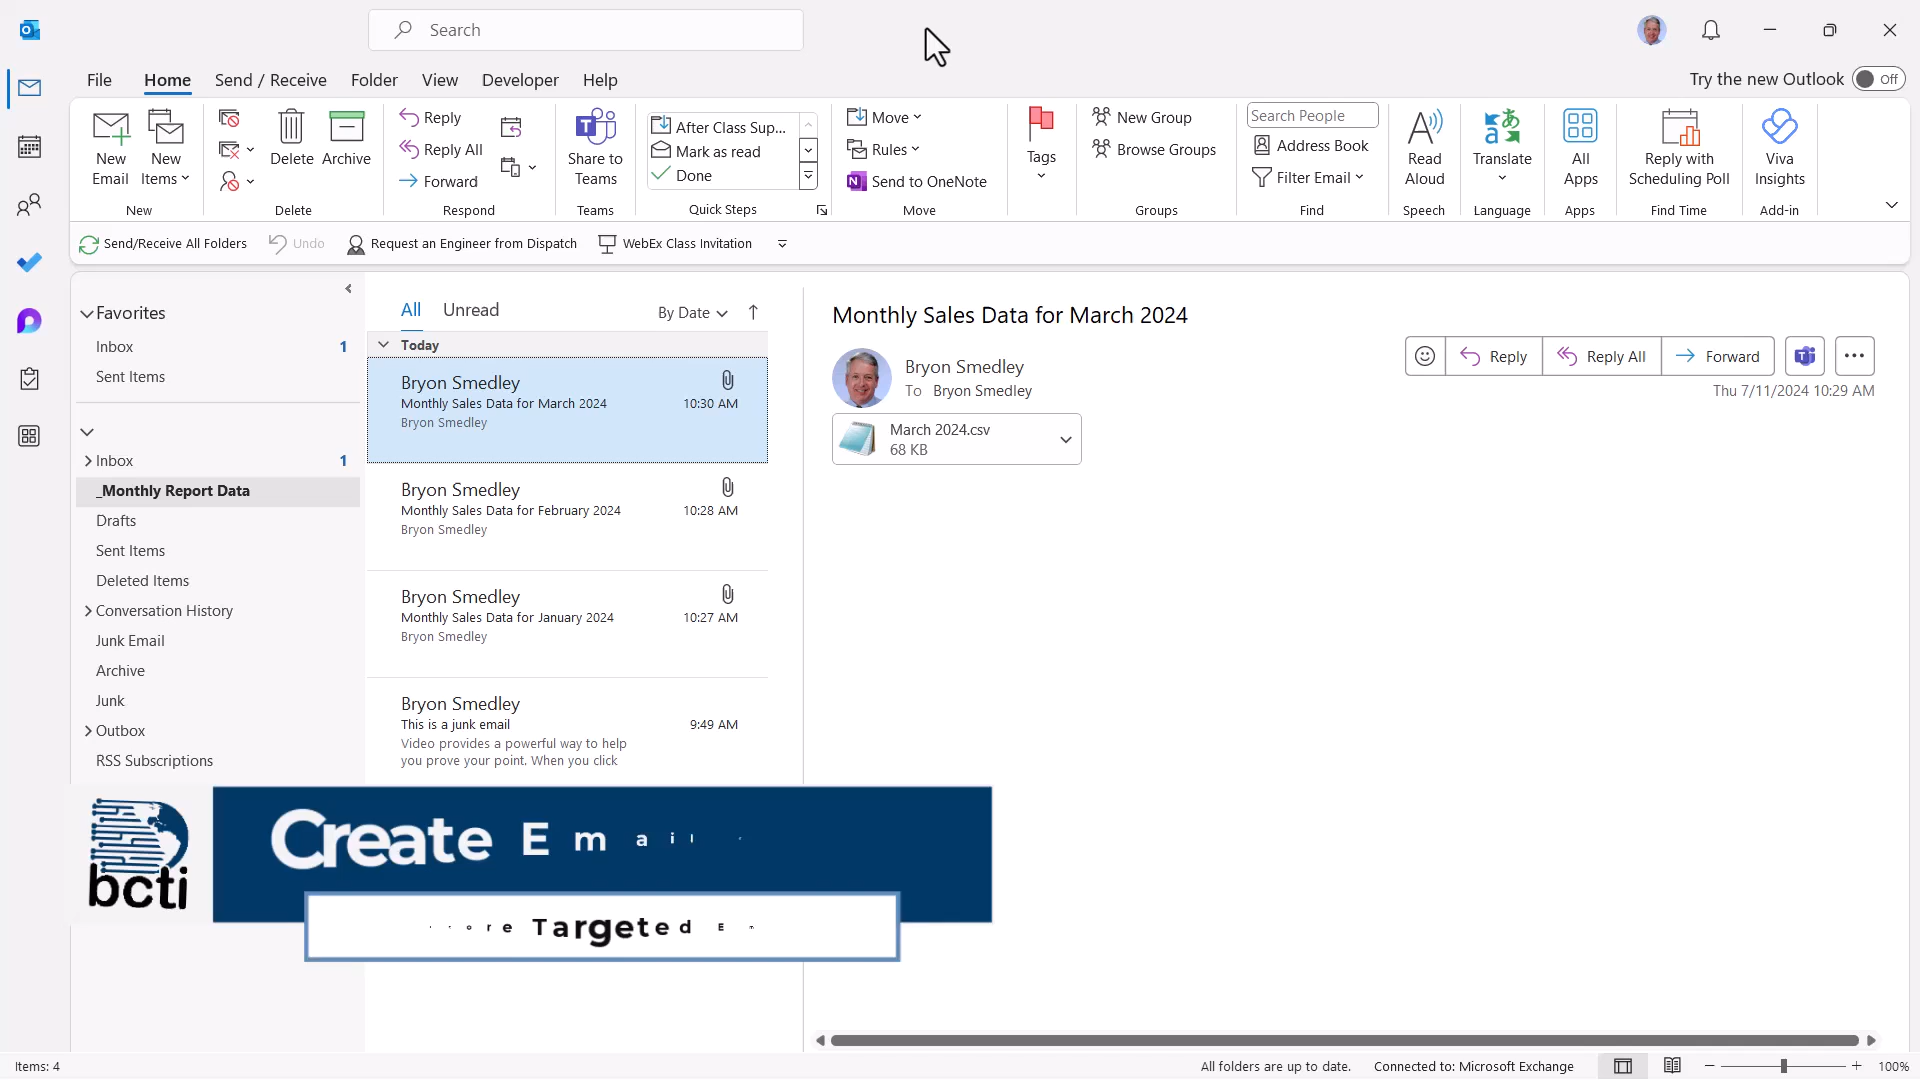 Search
File Home Send / Receive Folder View Developer Help
Try the new Outlook Off
New Email
New Items
New
Delete
Archive
Delete
Reply
Reply All
Forward
Respond
Share to Teams
Teams
After Class Sup...
Mark as read
Done
Quick Steps
Move
Rules
Send to OneNote
Move
Tags
New Group
Browse Groups
Groups
Search People
Address Book
Filter Email
Find
Read Aloud
Speech
Translate
Language
All Apps
Apps
Reply with Scheduling Poll
Find Time
Viva Insights
Add-in
Send/Receive All Folders Undo Request an Engineer from Dispatch WebEx Class Invitation
Favorites
Inbox 1
Sent Items
Inbox 1
_Monthly Report Data
Drafts
Sent Items
Deleted Items
Conversation History
Junk Email
Archive
Junk
Outbox
RSS Subscriptions
All Unread By Date
Today
Bryon Smedley
Monthly Sales Data for March 2024 10:30 AM
Bryon Smedley
Bryon Smedley
Monthly Sales Data for February 2024 10:28 AM
Bryon Smedley
Bryon Smedley
Monthly Sales Data for January 2024 10:27 AM
Bryon Smedley
Bryon Smedley
This is a junk email 9:49 AM
Video provides a powerful way to help
you prove your point. When you click
Monthly Sales Data for March 2024
Bryon Smedley
To Bryon Smedley
Reply Reply All Forward
Thu 7/11/2024 10:29 AM
March 2024.csv
68 KB
bcti
Create Email
Targeted
Items: 4
All folders are up to date. Connected to: Microsoft Exchange 100%